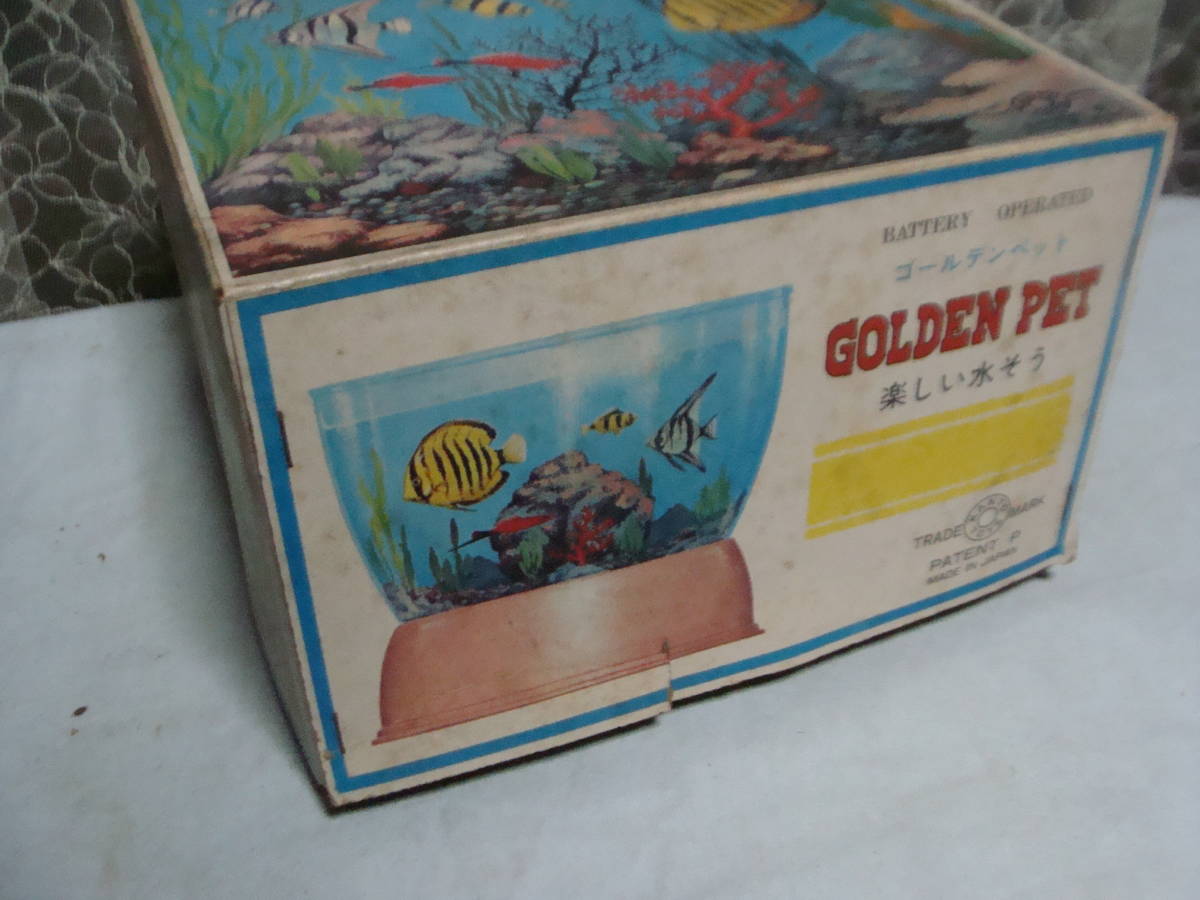 BATTERY OPERATED
ゴールデンペット
GOLDEN PET
楽しい水そう
TRADE MARK
PATENT P
MADE IN JAPAN